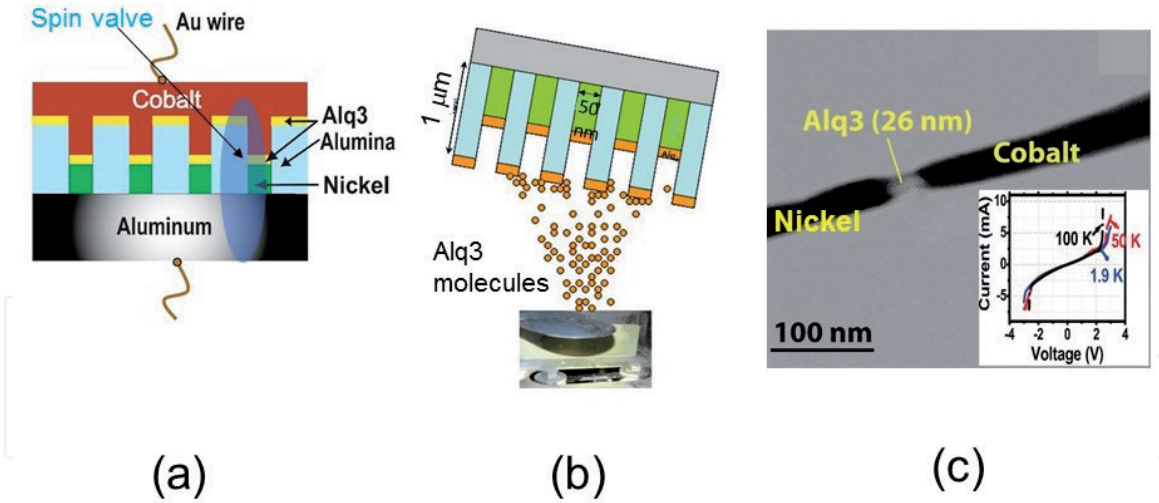 Spin valve
Au wire
Cobalt
Alq3
Alumina
Nickel
Aluminum
(a)
1 μm
50
nm
Alq
Alq3
molecules
(b)
Alq3 (26 nm)
Cobalt
Nickel
100 nm
Current (mA)
10
5
0
-5
100 K
50 K
1.9 K
-4 -2 0 2 4
Voltage (V)
(c)